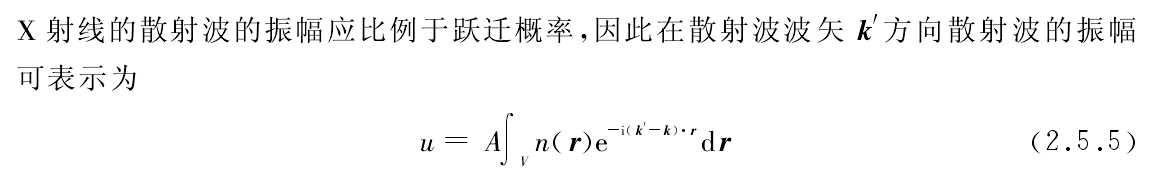 X 射线的散射波的振幅应比例于跃迁概率,因此在散射波波矢 k′方向散射波的振幅
可表示为
u = A∫_V n(r)e^{-i(k′-k)·r}dr (2.5.5)